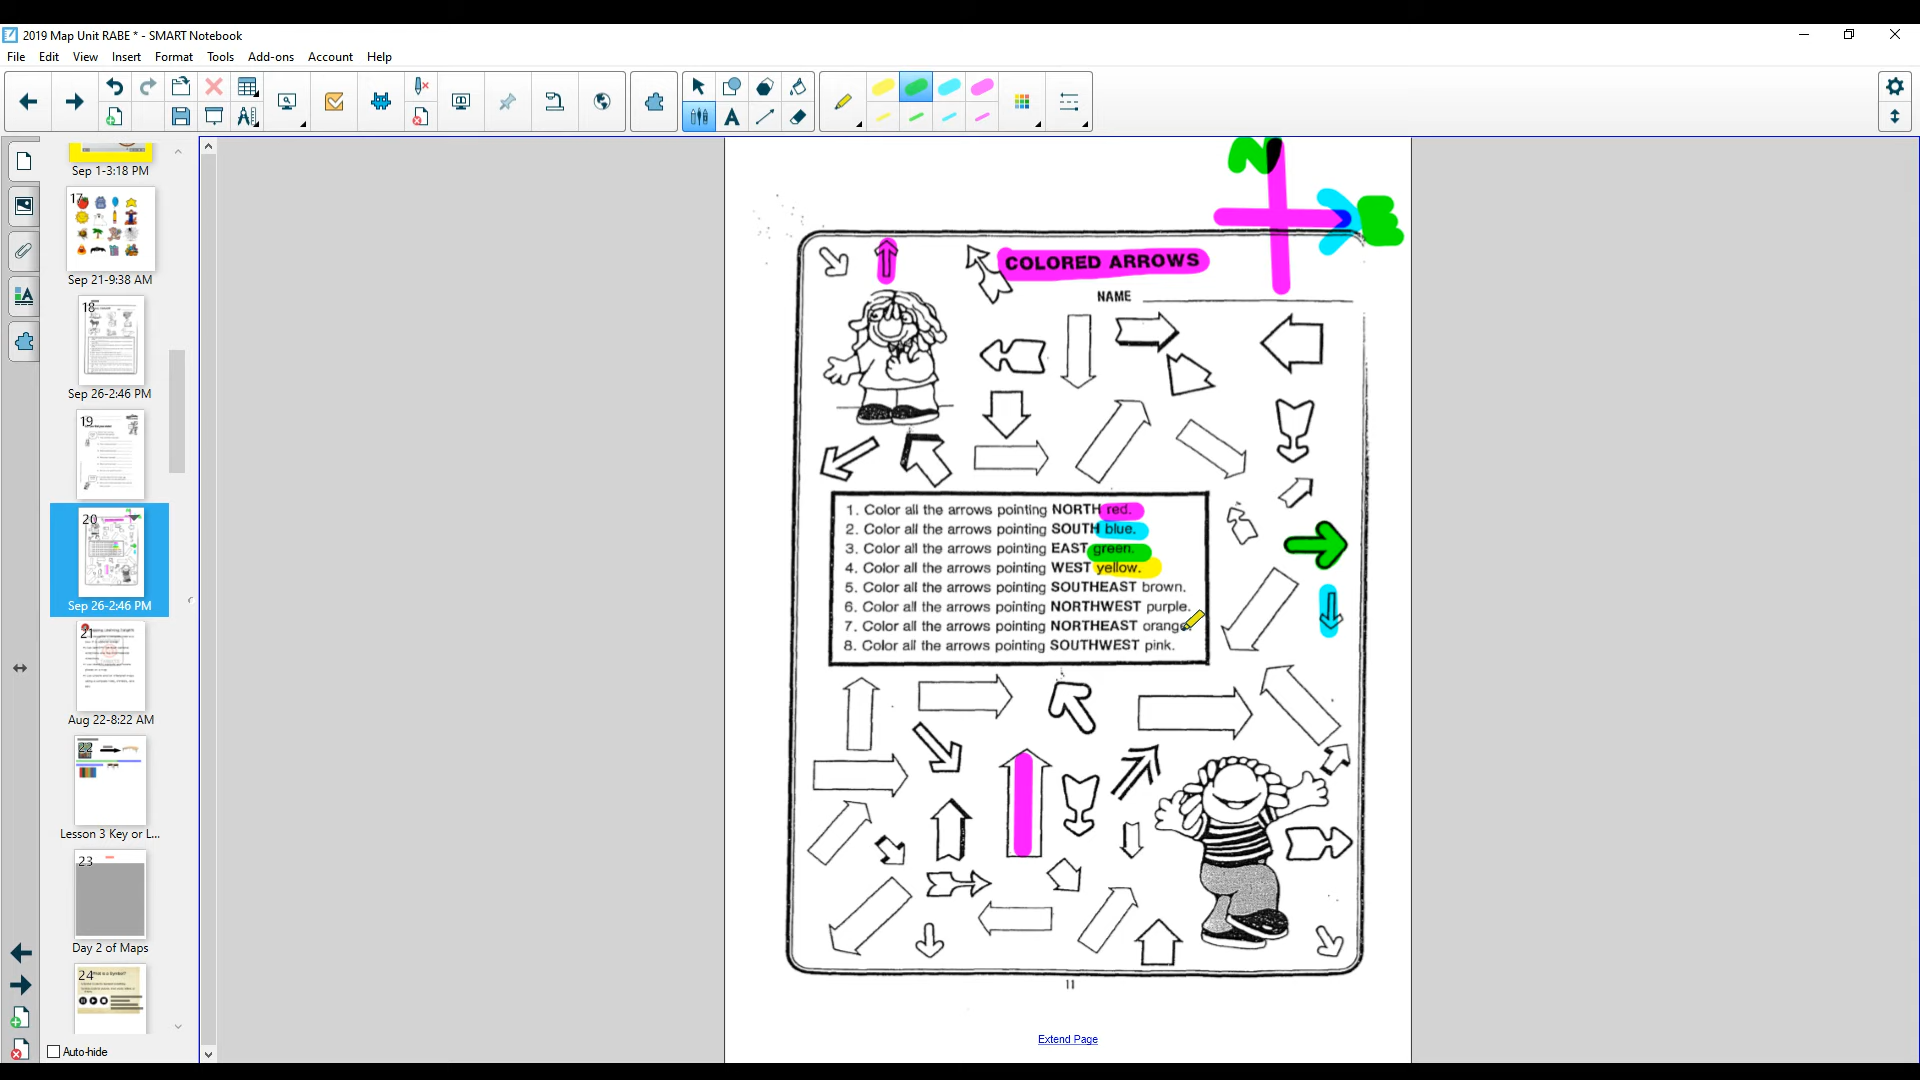 2019 Map Unit RABE * - SMART Notebook
File Edit View Insert Format Tools Add-ons Account Help
Sep 1-3:18 PM
17
Sep 21-9:38 AM
18
Sep 26-2:46 PM
19
Sep 26-2:46 PM
20
Sep 26-2:46 PM
21
Aug 22-8:22 AM
22
Lesson 3 Key or L...
23
Day 2 of Maps
24
Auto-hide
N
E
COLORED ARROWS
NAME
1. Color all the arrows pointing NORTH red.
2. Color all the arrows pointing SOUTH blue.
3. Color all the arrows pointing EAST green.
4. Color all the arrows pointing WEST yellow.
5. Color all the arrows pointing SOUTHEAST brown.
6. Color all the arrows pointing NORTHWEST purple.
7. Color all the arrows pointing NORTHEAST orange.
8. Color all the arrows pointing SOUTHWEST pink.
11
Extend Page